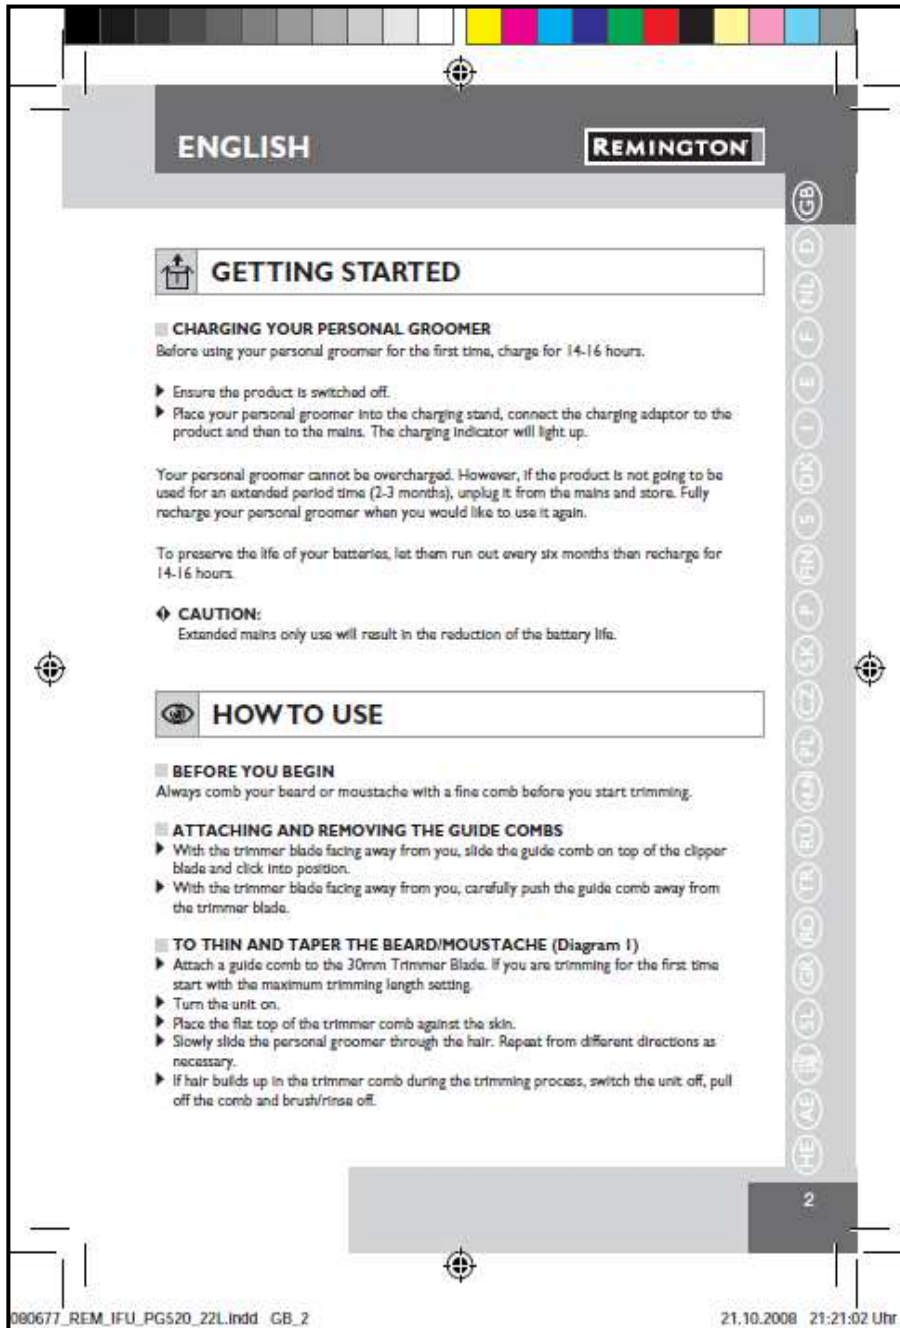 ENGLISH
REMINGTON
GETTING STARTED
CHARGING YOUR PERSONAL GROOMER
Before using your personal groomer for the first time, charge for 14-16 hours.
Ensure the product is switched off.
Place your personal groomer into the charging stand, connect the charging adaptor to the
product and then to the mains. The charging indicator will light up.
Your personal groomer cannot be overcharged. However, if the product is not going to be
used for an extended period time (2-3 months), unplug it from the mains and store. Fully
recharge your personal groomer when you would like to use it again.
To preserve the life of your batteries, let them run out every six months then recharge for
14-16 hours.
CAUTION:
Extended mains only use will result in the reduction of the battery life.
HOW TO USE
BEFORE YOU BEGIN
Always comb your beard or moustache with a fine comb before you start trimming.
ATTACHING AND REMOVING THE GUIDE COMBS
With the trimmer blade facing away from you, slide the guide comb on top of the clipper
blade and click into position.
With the trimmer blade facing away from you, carefully push the guide comb away from
the trimmer blade.
TO THIN AND TAPER THE BEARD/MOUSTACHE (Diagram 1)
Attach a guide comb to the 30mm Trimmer Blade. If you are trimming for the first time
start with the maximum trimming length setting.
Turn the unit on.
Place the flat top of the trimmer comb against the skin.
Slowly slide the personal groomer through the hair. Repeat from different directions as
necessary.
If hair builds up in the trimmer comb during the trimming process, switch the unit off, pull
off the comb and brush/rinse off.
GB
D
NL
F
E
I
DK
S
FIN
P
SK
CZ
PL
RU
TR
RO
GR
SL
AE
HE
2
080677_REM_IFU_PG520_22L.indd GB_2
21.10.2008 21:21:02 Uhr